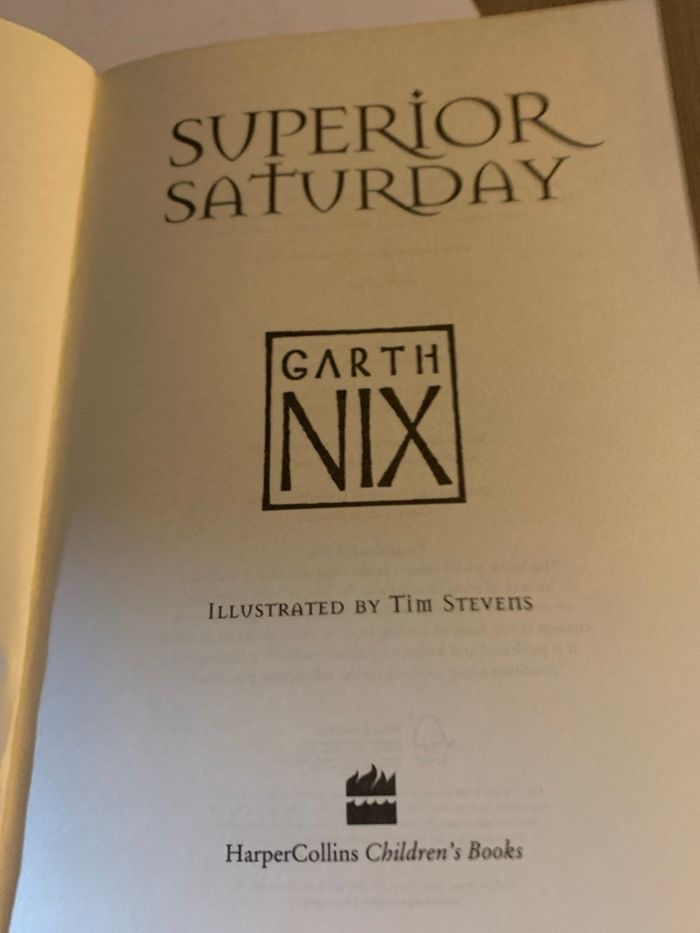 SUPERIOR
SATURDAY
GARTH
NIX
ILLUSTRATED BY TIM STEVENS
HarperCollins Children's Books